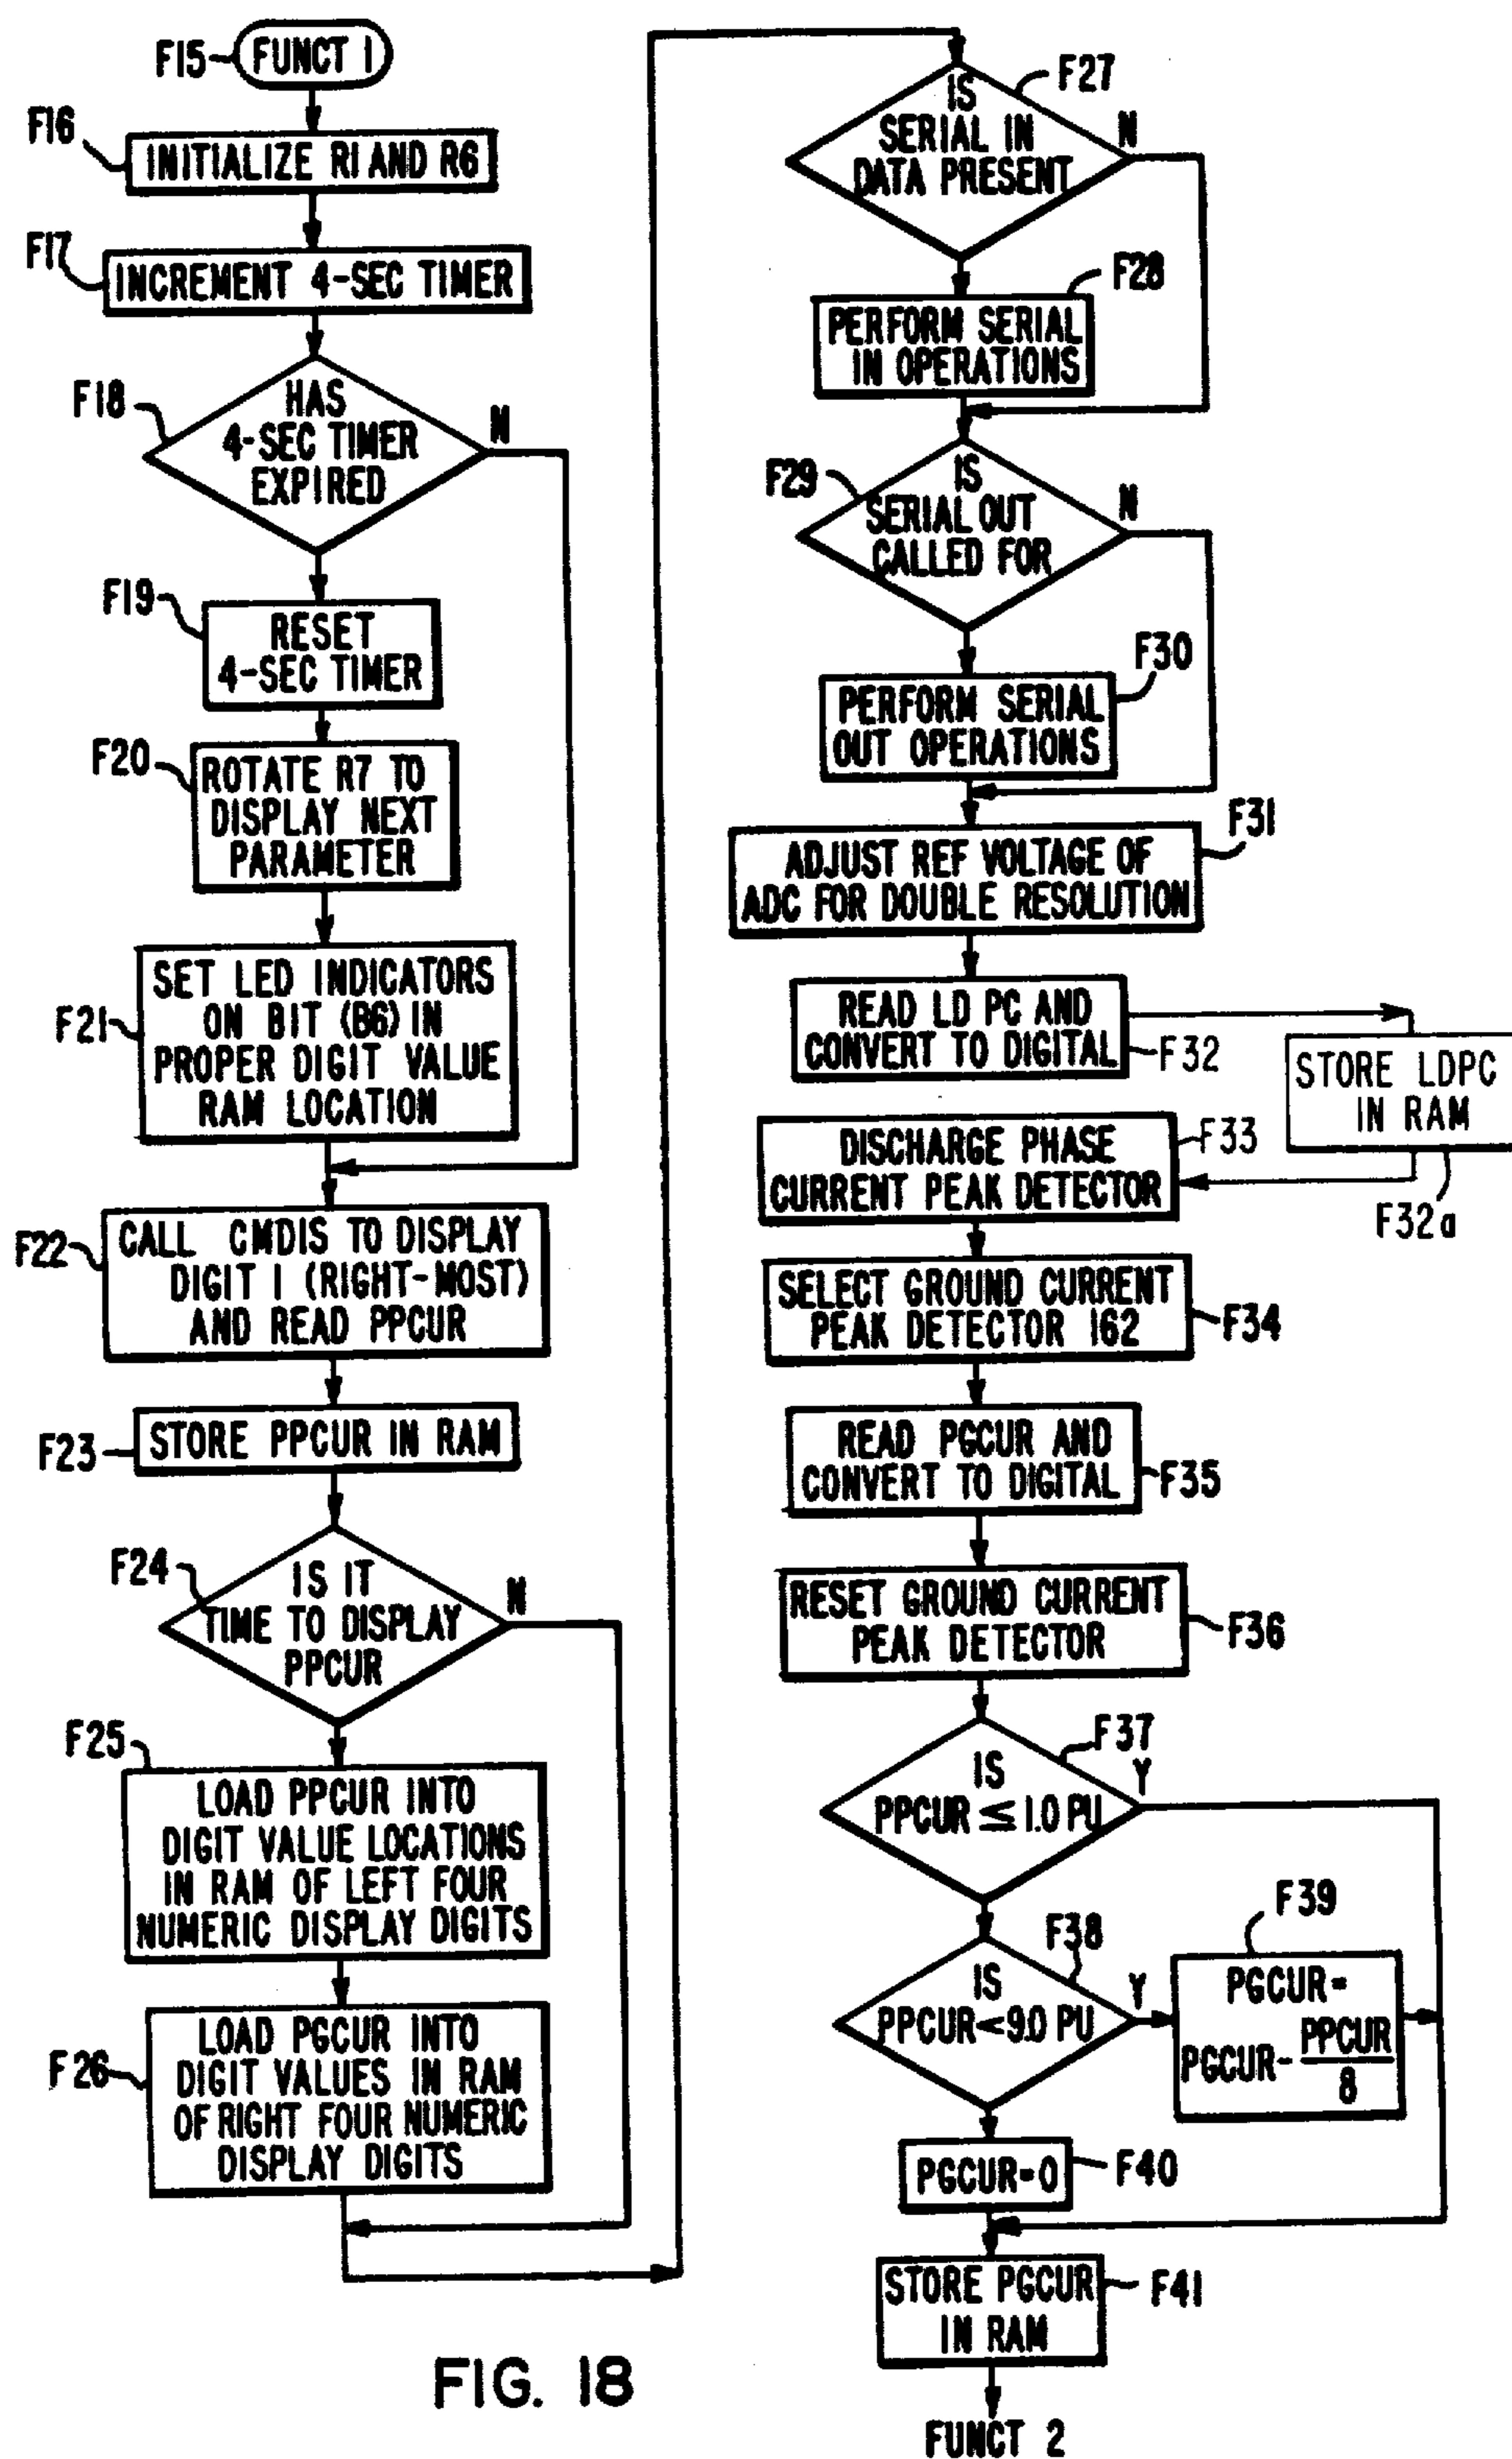 F15
FUNCT 1
F16
INITIALIZE R1 AND R6
F17
INCREMENT 4-SEC TIMER
F18
HAS
4-SEC TIMER
EXPIRED
N
F19
RESET
4-SEC TIMER
F20
ROTATE R7 TO
DISPLAY NEXT
PARAMETER
F21
SET LED INDICATORS
ON BIT (B6) IN
PROPER DIGIT VALUE
RAM LOCATION
F22
CALL CMDIS TO DISPLAY
DIGIT 1 (RIGHT-MOST)
AND READ PPCUR
F23
STORE PPCUR IN RAM
F24
IS IT
TIME TO DISPLAY
PPCUR
N
F25
LOAD PPCUR INTO
DIGIT VALUE LOCATIONS
IN RAM OF LEFT FOUR
NUMERIC DISPLAY DIGITS
F26
LOAD PGCUR INTO
DIGIT VALUES IN RAM
OF RIGHT FOUR NUMERIC
DISPLAY DIGITS
F27
IS
SERIAL IN
DATA PRESENT
N
F28
PERFORM SERIAL
IN OPERATIONS
F29
IS
SERIAL OUT
CALLED FOR
N
F30
PERFORM SERIAL
OUT OPERATIONS
F31
ADJUST REF VOLTAGE OF
ADC FOR DOUBLE RESOLUTION
READ LD PC AND
CONVERT TO DIGITAL
F32
STORE LDPC
IN RAM
F32a
DISCHARGE PHASE
CURRENT PEAK DETECTOR
F33
SELECT GROUND CURRENT
PEAK DETECTOR 162
F34
READ PGCUR AND
CONVERT TO DIGITAL
F35
RESET GROUND CURRENT
PEAK DETECTOR
F36
F37
IS
PPCUR ≦ 1.0 PU
Y
F38
IS
PPCUR<9.0 PU
Y
F39
PGCUR=
PGCUR- PPCUR
8
PGCUR=0
F40
STORE PGCUR
IN RAM
F41
FUNCT 2
FIG. 18